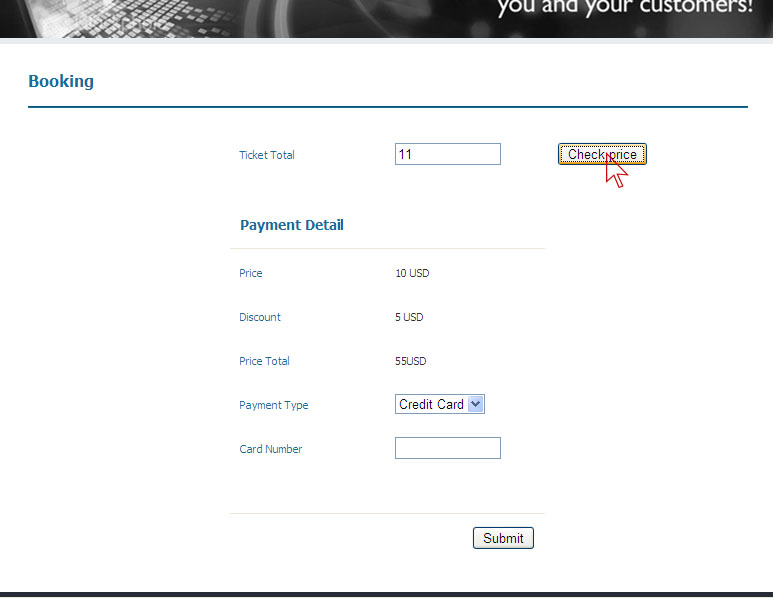 you and your customers!
Booking
Ticket Total 11 Check price
Payment Detail
Price 10 USD
Discount 5 USD
Price Total 55USD
Payment Type Credit Card
Card Number
Submit